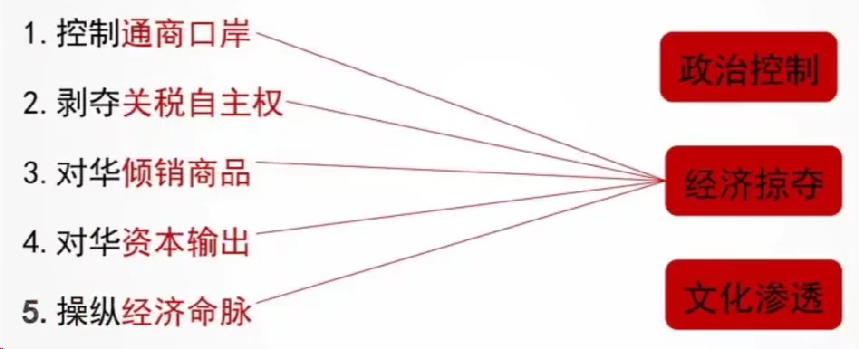 1. 控制通商口岸
2. 剥夺关税自主权
3. 对华倾销商品
4. 对华资本输出
5. 操纵经济命脉
政治控制
经济掠夺
文化渗透